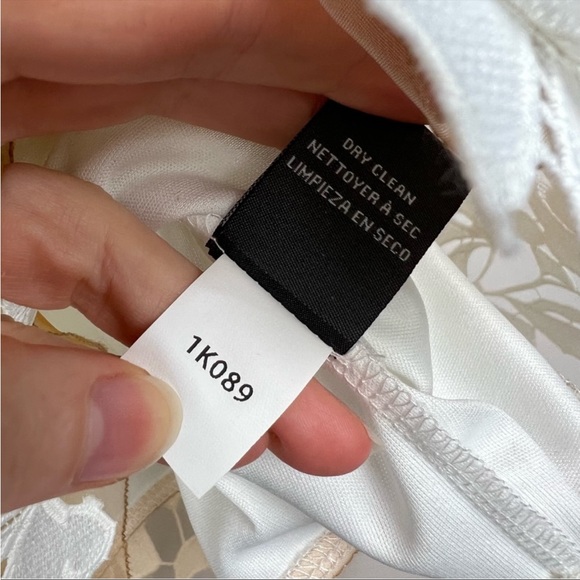 DRY CLEAN
NETTOYER À SEC
LIMPIEZA EN SECO
1K089